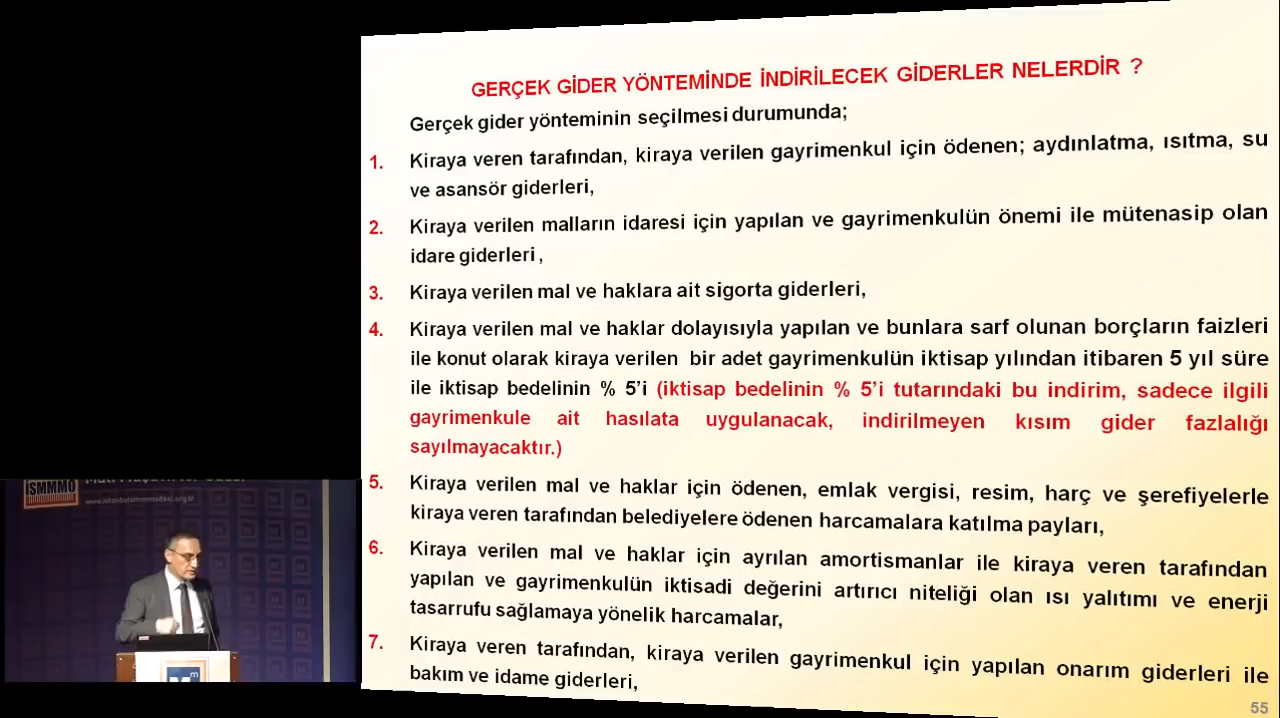 GERÇEK GİDER YÖNTEMİNDE İNDİRİLECEK GİDERLER NELERDİR ?
Gerçek gider yönteminin seçilmesi durumunda;
1. Kiraya veren tarafından, kiraya verilen gayrimenkul için ödenen; aydınlatma, ısıtma, su
ve asansör giderleri,
2. Kiraya verilen malların idaresi için yapılan ve gayrimenkulün önemi ile mütenasip olan
idare giderleri ,
3. Kiraya verilen mal ve haklara ait sigorta giderleri,
4. Kiraya verilen mal ve haklar dolayısıyla yapılan ve bunlara sarf olunan borçların faizleri
ile konut olarak kiraya verilen bir adet gayrimenkulün iktisap yılından itibaren 5 yıl süre
ile iktisap bedelinin % 5'i (iktisap bedelinin % 5'i tutarındaki bu indirim, sadece ilgili
gayrimenkule ait hasılata uygulanacak, indirilmeyen kısım gider fazlalığı
sayılmayacaktır.)
5. Kiraya verilen mal ve haklar için ödenen, emlak vergisi, resim, harç ve şerefiyelerle
kiraya veren tarafından belediyelere ödenen harcamalara katılma payları,
6. Kiraya verilen mal ve haklar için ayrılan amortismanlar ile kiraya veren tarafından
yapılan ve gayrimenkulün iktisadi değerini artırıcı niteliği olan ısı yalıtımı ve enerji
tasarrufu sağlamaya yönelik harcamalar,
7. Kiraya veren tarafından, kiraya verilen gayrimenkul için yapılan onarım giderleri ile
bakım ve idame giderleri,
55
İSMMMO
www.istanbulsmmmodasi.org.tr